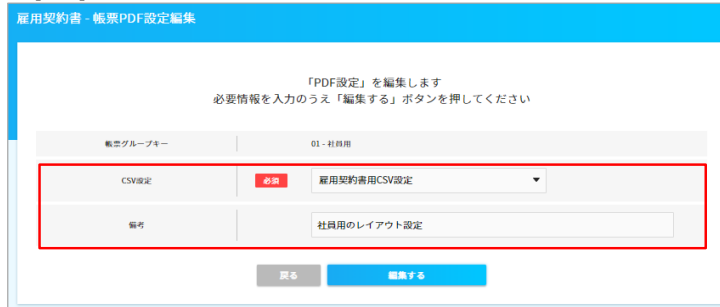 雇用契約書 - 帳票PDF設定編集
「PDF設定」を編集します
必要情報を入力のうえ「編集する」ボタンを押してください
帳票グループキー 01 - 社員用
CSV設定 必須 雇用契約書用CSV設定
備考 社員用のレイアウト設定
戻る 編集する